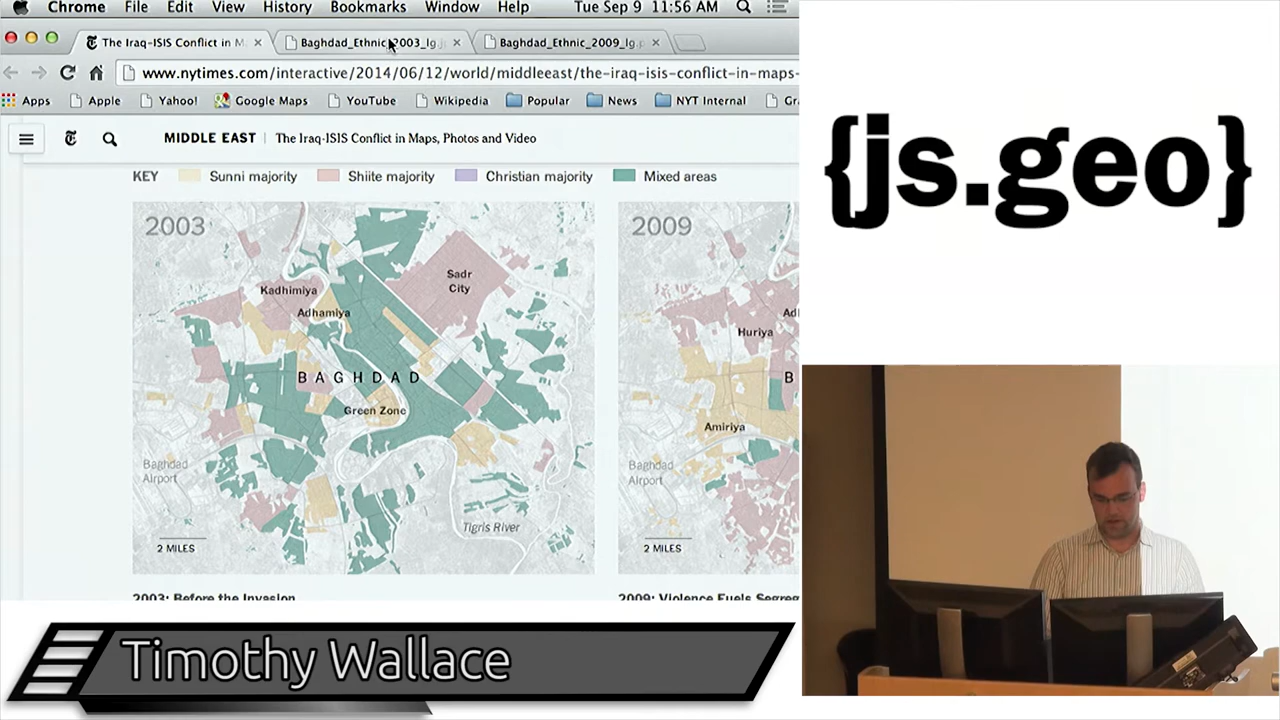 Chrome File Edit View History Bookmarks Window Help Tue Sep 9 11:56 AM
The Iraq-ISIS Conflict in M Baghdad_Ethnic_2003_lg.j Baghdad_Ethnic_2009_lg.p
www.nytimes.com/interactive/2014/06/12/world/middleeast/the-iraq-isis-conflict-in-maps-
Apps Apple Yahoo! Google Maps YouTube Wikipedia Popular News NYT Internal Gr
MIDDLE EAST | The Iraq-ISIS Conflict in Maps, Photos and Video
KEY Sunni majority Shiite majority Christian majority Mixed areas
2003
Sadr
City
Kadhimiya
Adhamiya
BAGHDAD
Green Zone
Baghdad
Airport
Tigris River
2 MILES
2003: Before the Invasion
2009
Ad
Huriya
B
Amiriya
Baghdad
Airport
2 MILES
2009: Violence Fuels Segreg
{js.geo}
Timothy Wallace